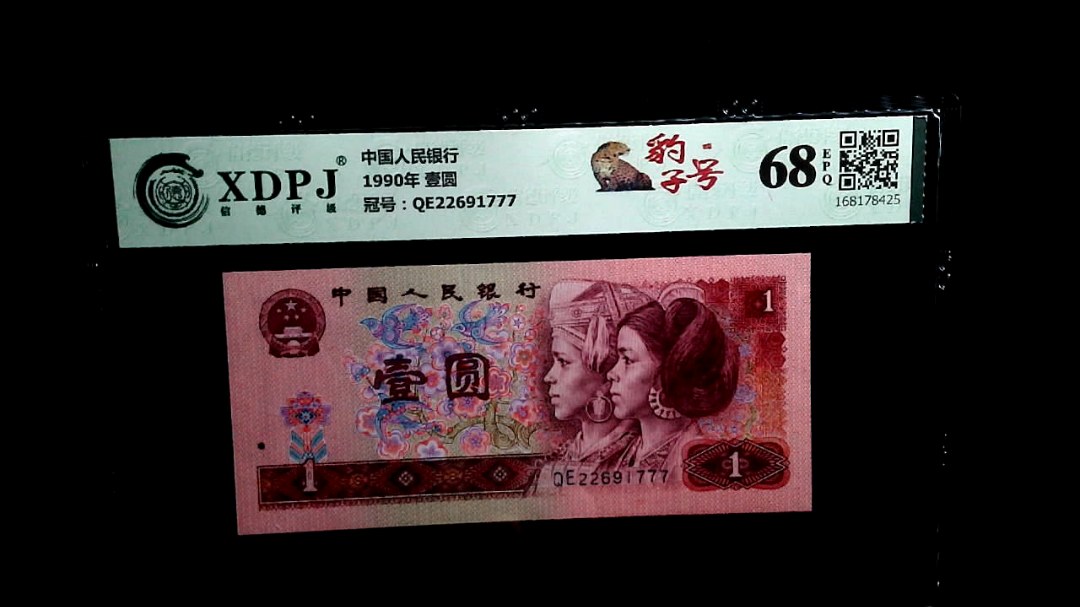 XDPJ®
信德评级
中国人民银行
1990年 壹圆
冠号：QE22691777
豹子号
68
EPQ
168178425
中国人民银行
1
壹圆
1
QE22691777
1